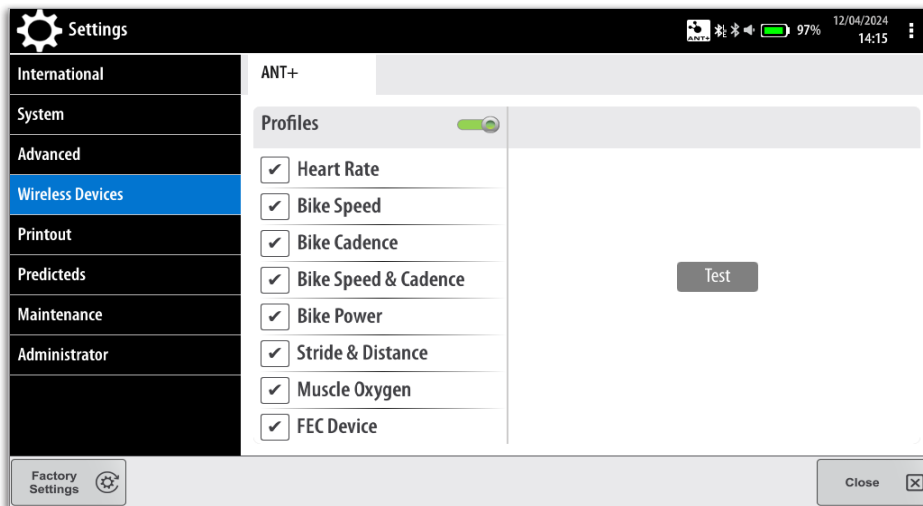 Settings
ANT+
97%
12/04/2024
14:15
International
System
Advanced
Wireless Devices
Printout
Predicteds
Maintenance
Administrator
ANT+
Profiles
Heart Rate
Bike Speed
Bike Cadence
Bike Speed & Cadence
Bike Power
Stride & Distance
Muscle Oxygen
FEC Device
Test
Factory
Settings
Close